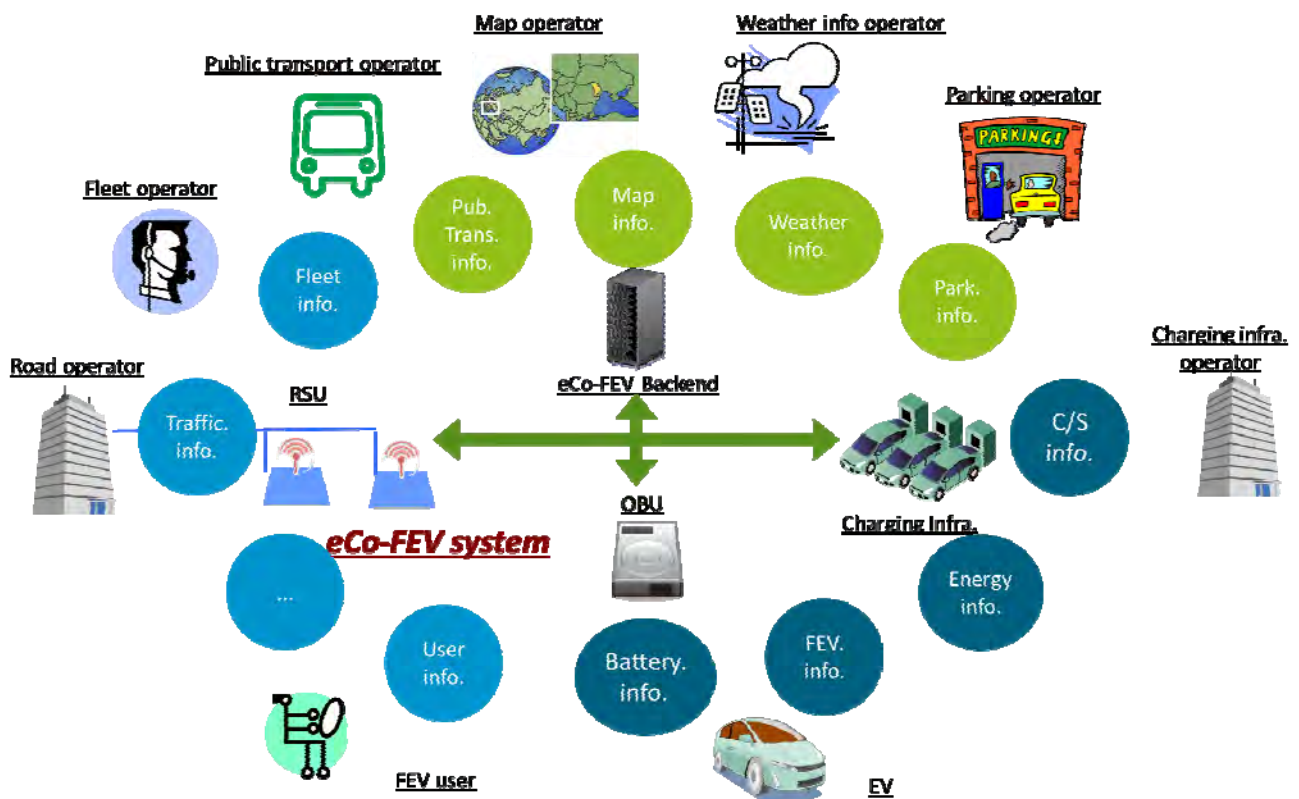 Map operator
Weather info operator
Public transport operator
Parking operator
PARKING!
Fleet operator
Pub.
Trans.
info.
Map
info.
Weather
info.
Fleet
info.
Park.
info.
Charging infra.
operator
Road operator
RSU
eCo-FEV Backend
Traffic.
info.
C/S
info.
OBU
Charging Infra.
eCo-FEV system
...
Energy
info.
User
info.
Battery.
info.
FEV.
info.
FEV user
EV